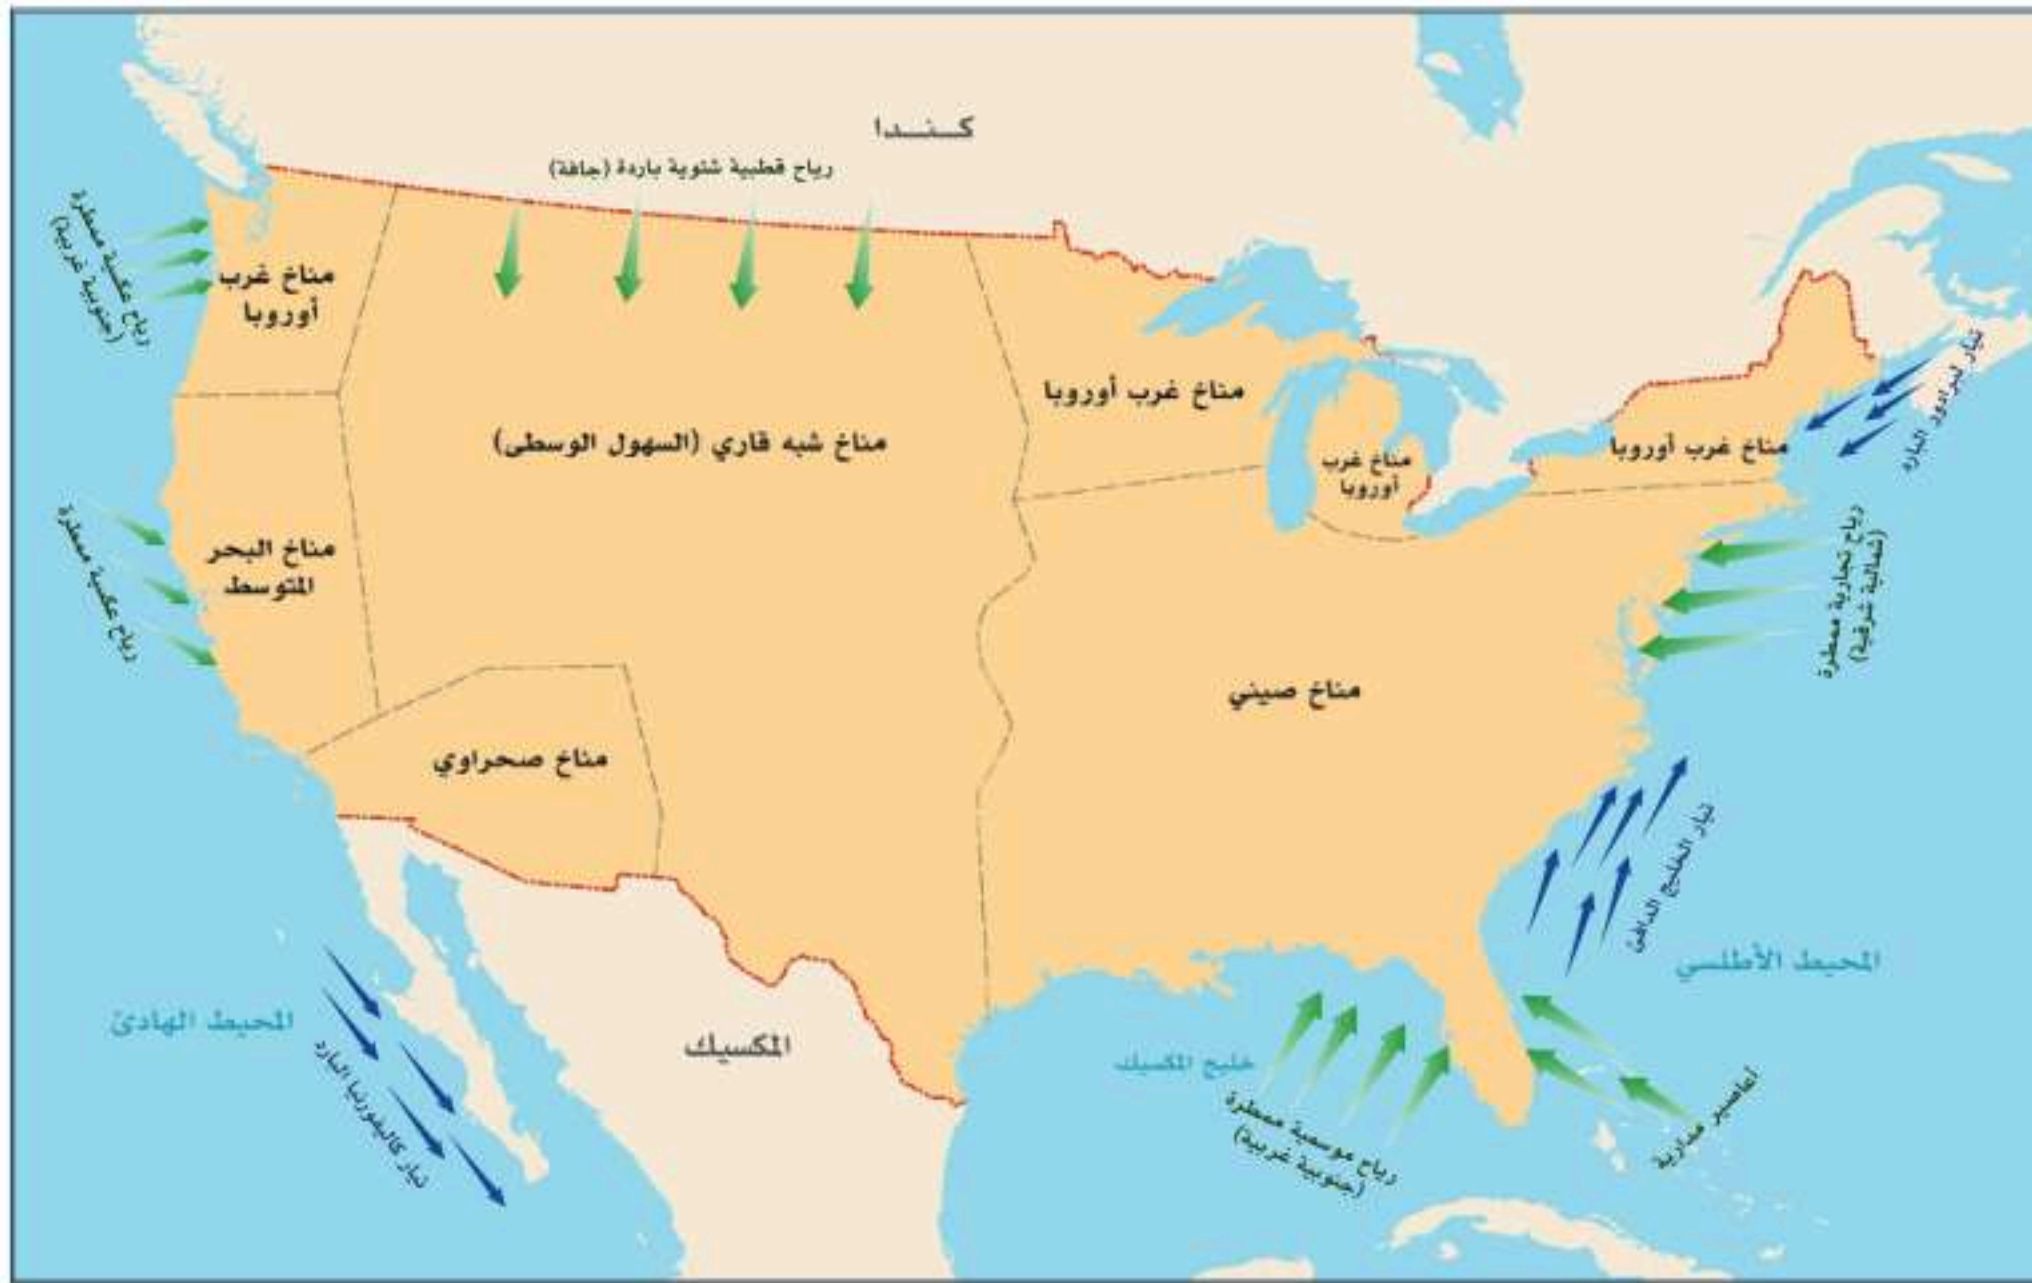 كـنـدا
رياح قطبية شتوية باردة (جافة)
رياح عكسية ممطرة
(جنوبية غربية)
مناخ غرب
أوروبا
مناخ شبه قاري (السهول الوسطى)
مناخ غرب أوروبا
مناخ غرب
أوروبا
مناخ غرب أوروبا
تيار لبرادور البارد
رياح عكسية ممطرة
مناخ البحر
المتوسط
رياح تجارية ممطرة
(شمالية شرقية)
مناخ صيني
مناخ صحراوي
تيار الخليج الدافئ
المحيط الأطلسي
المحيط الهادئ
تيار كاليفورنيا البارد
المكسيك
خليج المكسيك
رياح موسمية ممطرة
(جنوبية غربية)
أعاصير مدارية